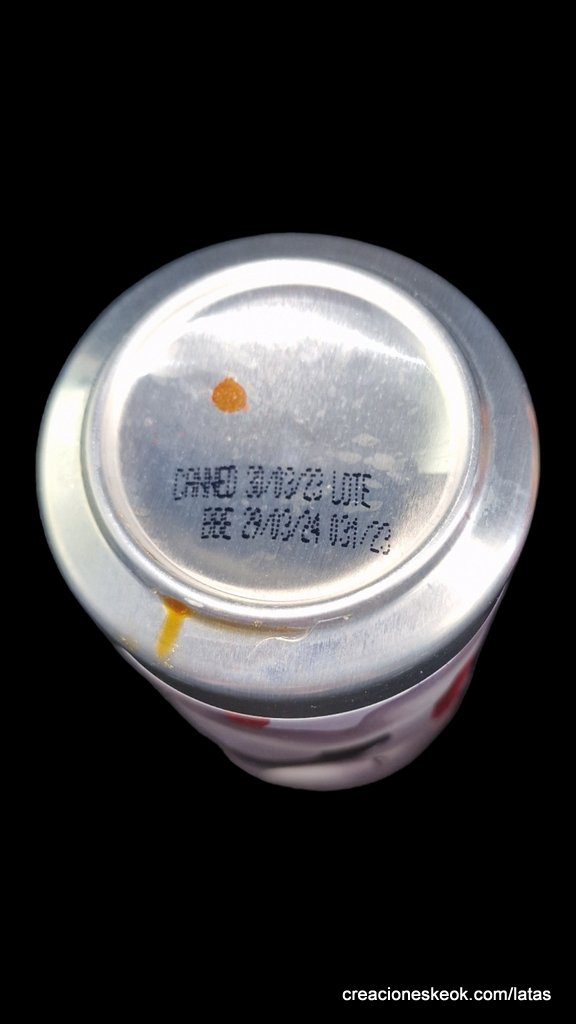 CANNED 30/03/23 LOTE
BBE 29/03/24 031/23
creacioneskeok.com/latas